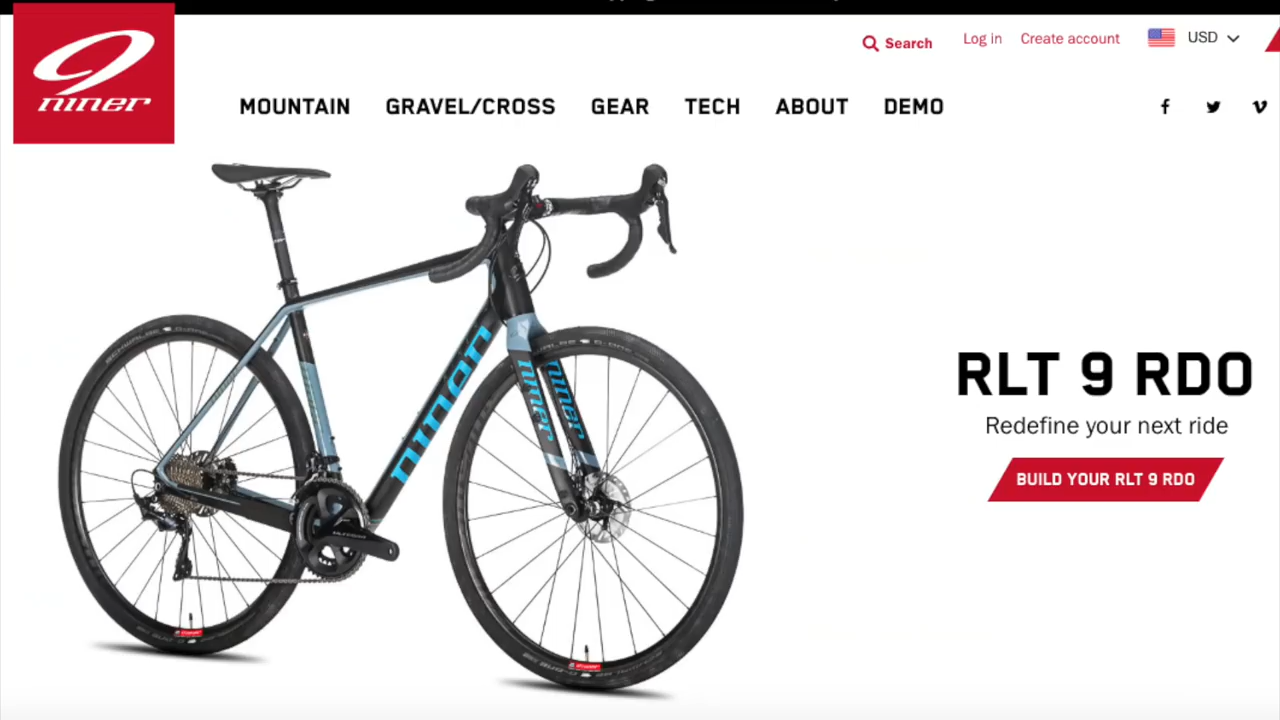 Search
Log in
Create account
USD
niner
MOUNTAIN
GRAVEL/CROSS
GEAR
TECH
ABOUT
DEMO
niner
niner
niner
RLT 9 RDO
Redefine your next ride
BUILD YOUR RLT 9 RDO